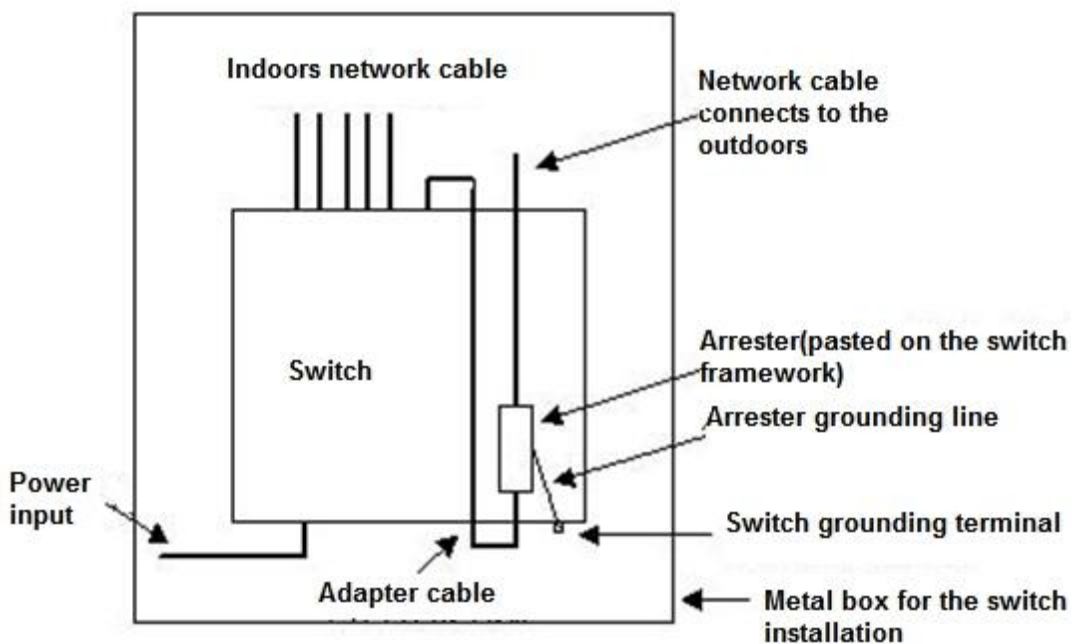 Indoors network cable
Network cable
connects to the
outdoors
Switch
Arrester(pasted on the switch
framework)
Arrester grounding line
Power
input
Switch grounding terminal
Adapter cable
Metal box for the switch
installation